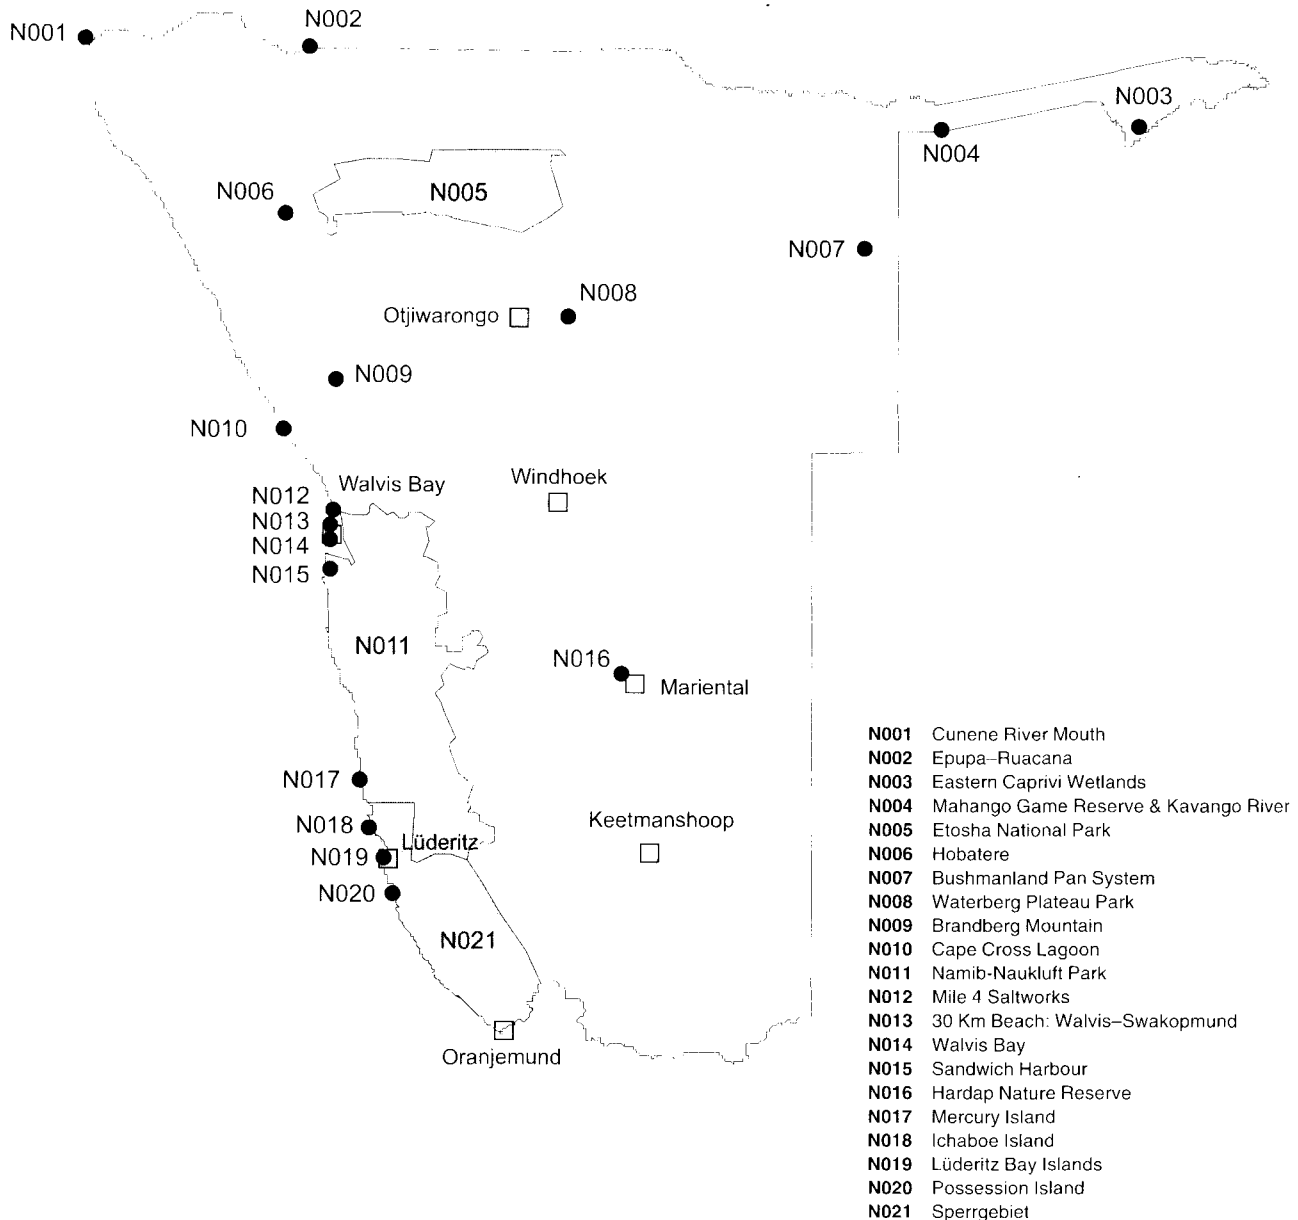 N001
N002
N003
N004
N005
N006
N007
Otjiwarongo
N008
N009
N010
Walvis Bay
Windhoek
N012
N013
N014
N015
N011
N016
Mariental
N017
N018
Lüderitz
N019
N020
Keetmanshoop
N021
Oranjemund
N001 Cunene River Mouth
N002 Epupa–Ruacana
N003 Eastern Caprivi Wetlands
N004 Mahango Game Reserve & Kavango River
N005 Etosha National Park
N006 Hobatere
N007 Bushmanland Pan System
N008 Waterberg Plateau Park
N009 Brandberg Mountain
N010 Cape Cross Lagoon
N011 Namib-Naukluft Park
N012 Mile 4 Saltworks
N013 30 Km Beach: Walvis–Swakopmund
N014 Walvis Bay
N015 Sandwich Harbour
N016 Hardap Nature Reserve
N017 Mercury Island
N018 Ichaboe Island
N019 Lüderitz Bay Islands
N020 Possession Island
N021 Sperrgebiet